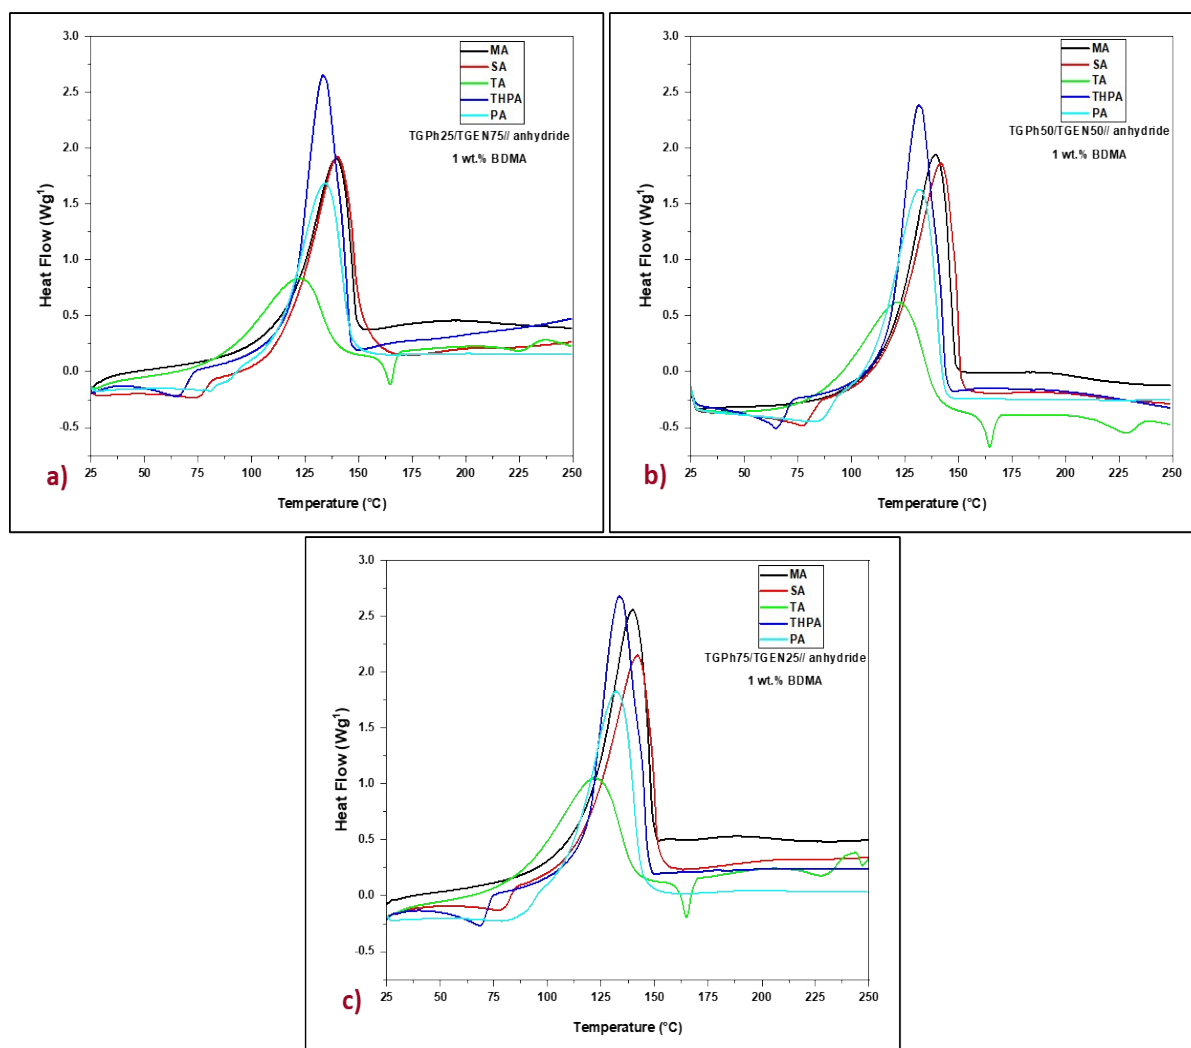 3.0
2.5
2.0
1.5
1.0
0.5
0.0
-0.5
Heat Flow (Wg¹)
MA
SA
TA
THPA
PA
TGPh25/TGEN75// anhydride
1 wt.% BDMA
25 50 75 100 125 150 175 200 225 250
Temperature (°C)
a)
3.0
2.5
2.0
1.5
1.0
0.5
0.0
-0.5
Heat Flow (Wg¹)
MA
SA
TA
THPA
PA
TGPh50/TGEN50// anhydride
1 wt.% BDMA
25 50 75 100 125 150 175 200 225 250
Temperature (°C)
b)
3.0
2.5
2.0
1.5
1.0
0.5
0.0
-0.5
Heat Flow (Wg¹)
MA
SA
TA
THPA
PA
TGPh75/TGEN25// anhydride
1 wt.% BDMA
25 50 75 100 125 150 175 200 225 250
Temperature (°C)
c)